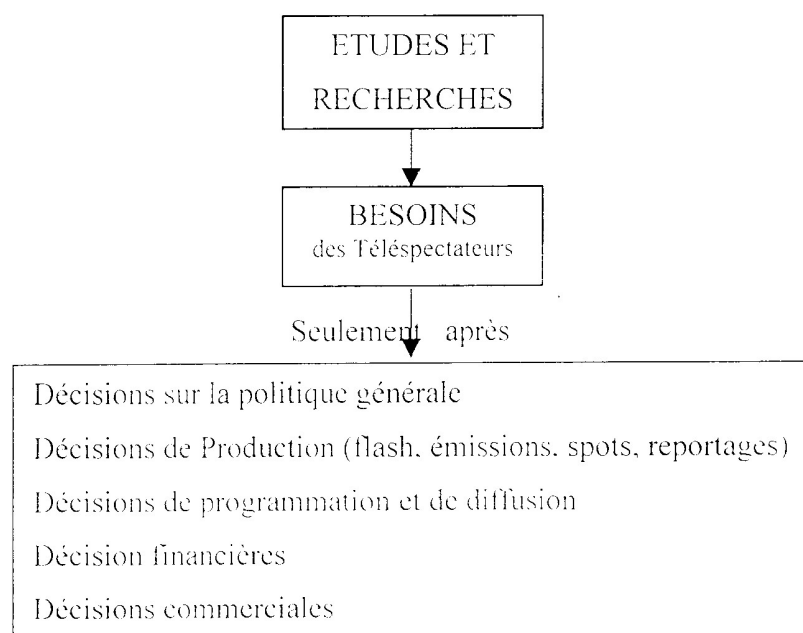 ETUDES ET
RECHERCHES
BESOINS
des Téléspectateurs
Seulement après
Décisions sur la politique générale
Décisions de Production (flash, émissions, spots, reportages)
Décisions de programmation et de diffusion
Décision financières
Décisions commerciales